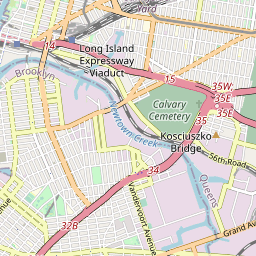 14
Long Island
Expressway
Viaduct
Brooklyn
15
35W
35E
35
Calvary
Cemetery
35E
Newtown Creek
Kosciuszko
Bridge
56th Road
34
Queens
32B
Vandervoort Avenue
Grand Av